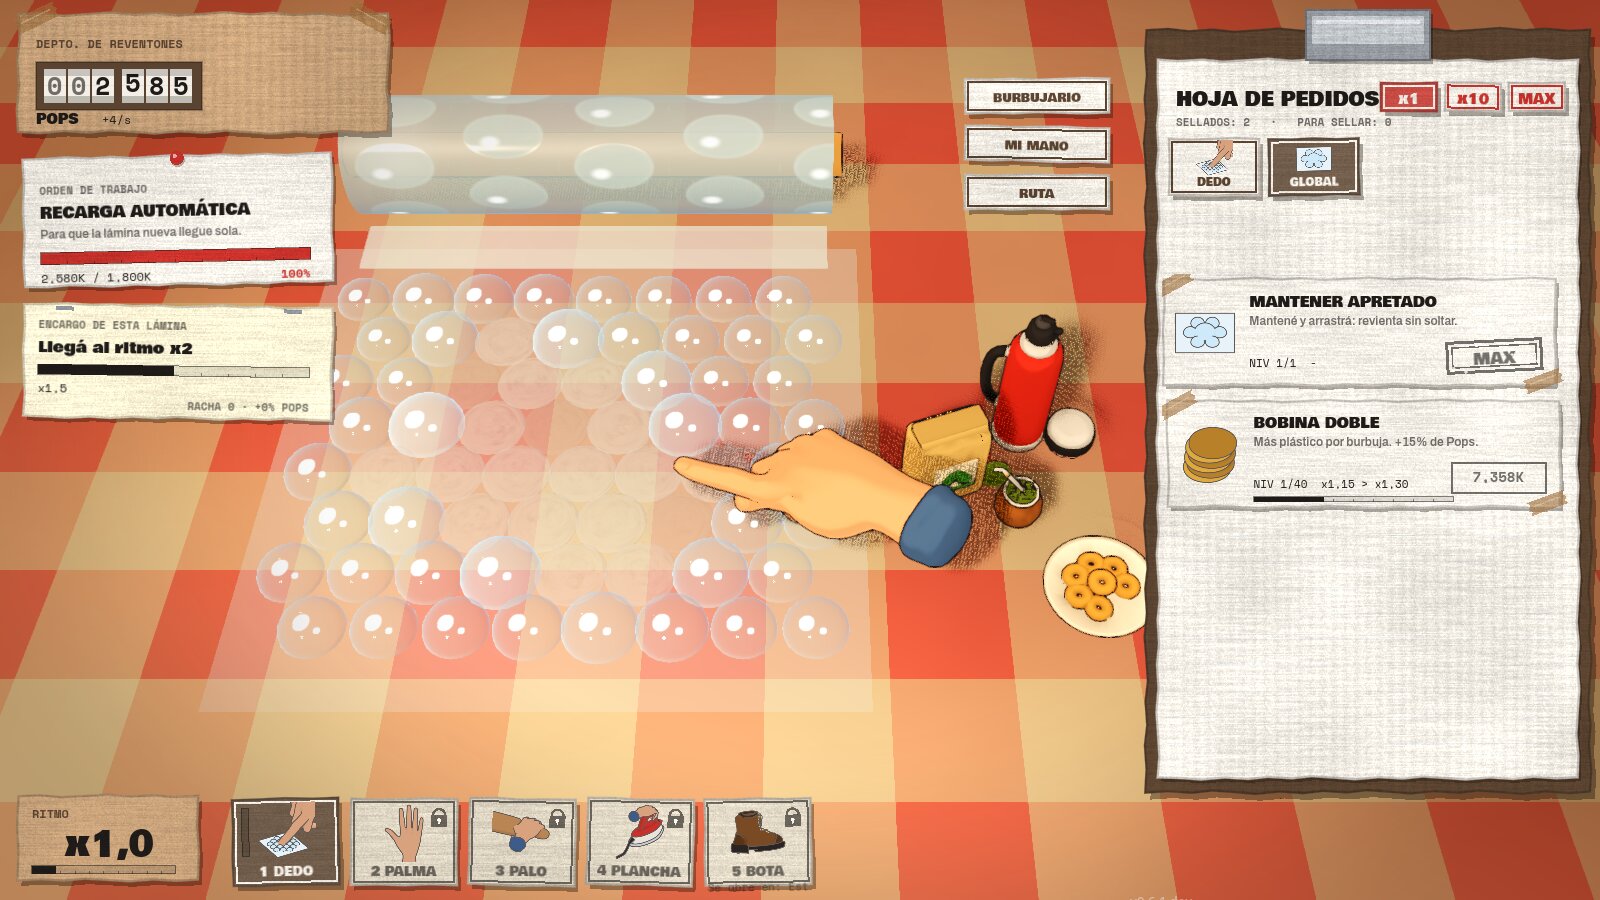 DEPTO. DE REVENTONES
002585
POPS +4/s
ORDEN DE TRABAJO
RECARGA AUTOMÁTICA
Para que la lámina nueva llegue sola.
2.580K / 1.800K 100%
ENCARGO DE ESTA LÁMINA
Llegá al ritmo x2
x1,5
RACHA 0 · +0% POPS
BURBUJARIO
MI MANO
RUTA
HOJA DE PEDIDOS x1 x10 MAX
SELLADOS: 2 · PARA SELLAR: 0
DEDO GLOBAL
MANTENER APRETADO
Mantené y arrastrá: revienta sin soltar.
NIV 1/1 - MAX
BOBINA DOBLE
Más plástico por burbuja. +15% de Pops.
NIV 1/40 x1,15 > x1,30 7.358K
RITMO
x1,0
1 DEDO 2 PALMA 3 PALO 4 PLANCHA 5 BOTA
Se abre en: Est.